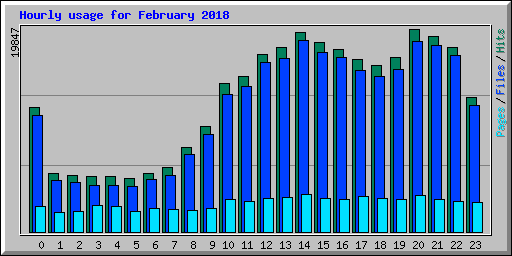 Hourly usage for February 2018
19847
Pages/Files/Hits
0 1 2 3 4 5 6 7 8 9 10 11 12 13 14 15 16 17 18 19 20 21 22 23